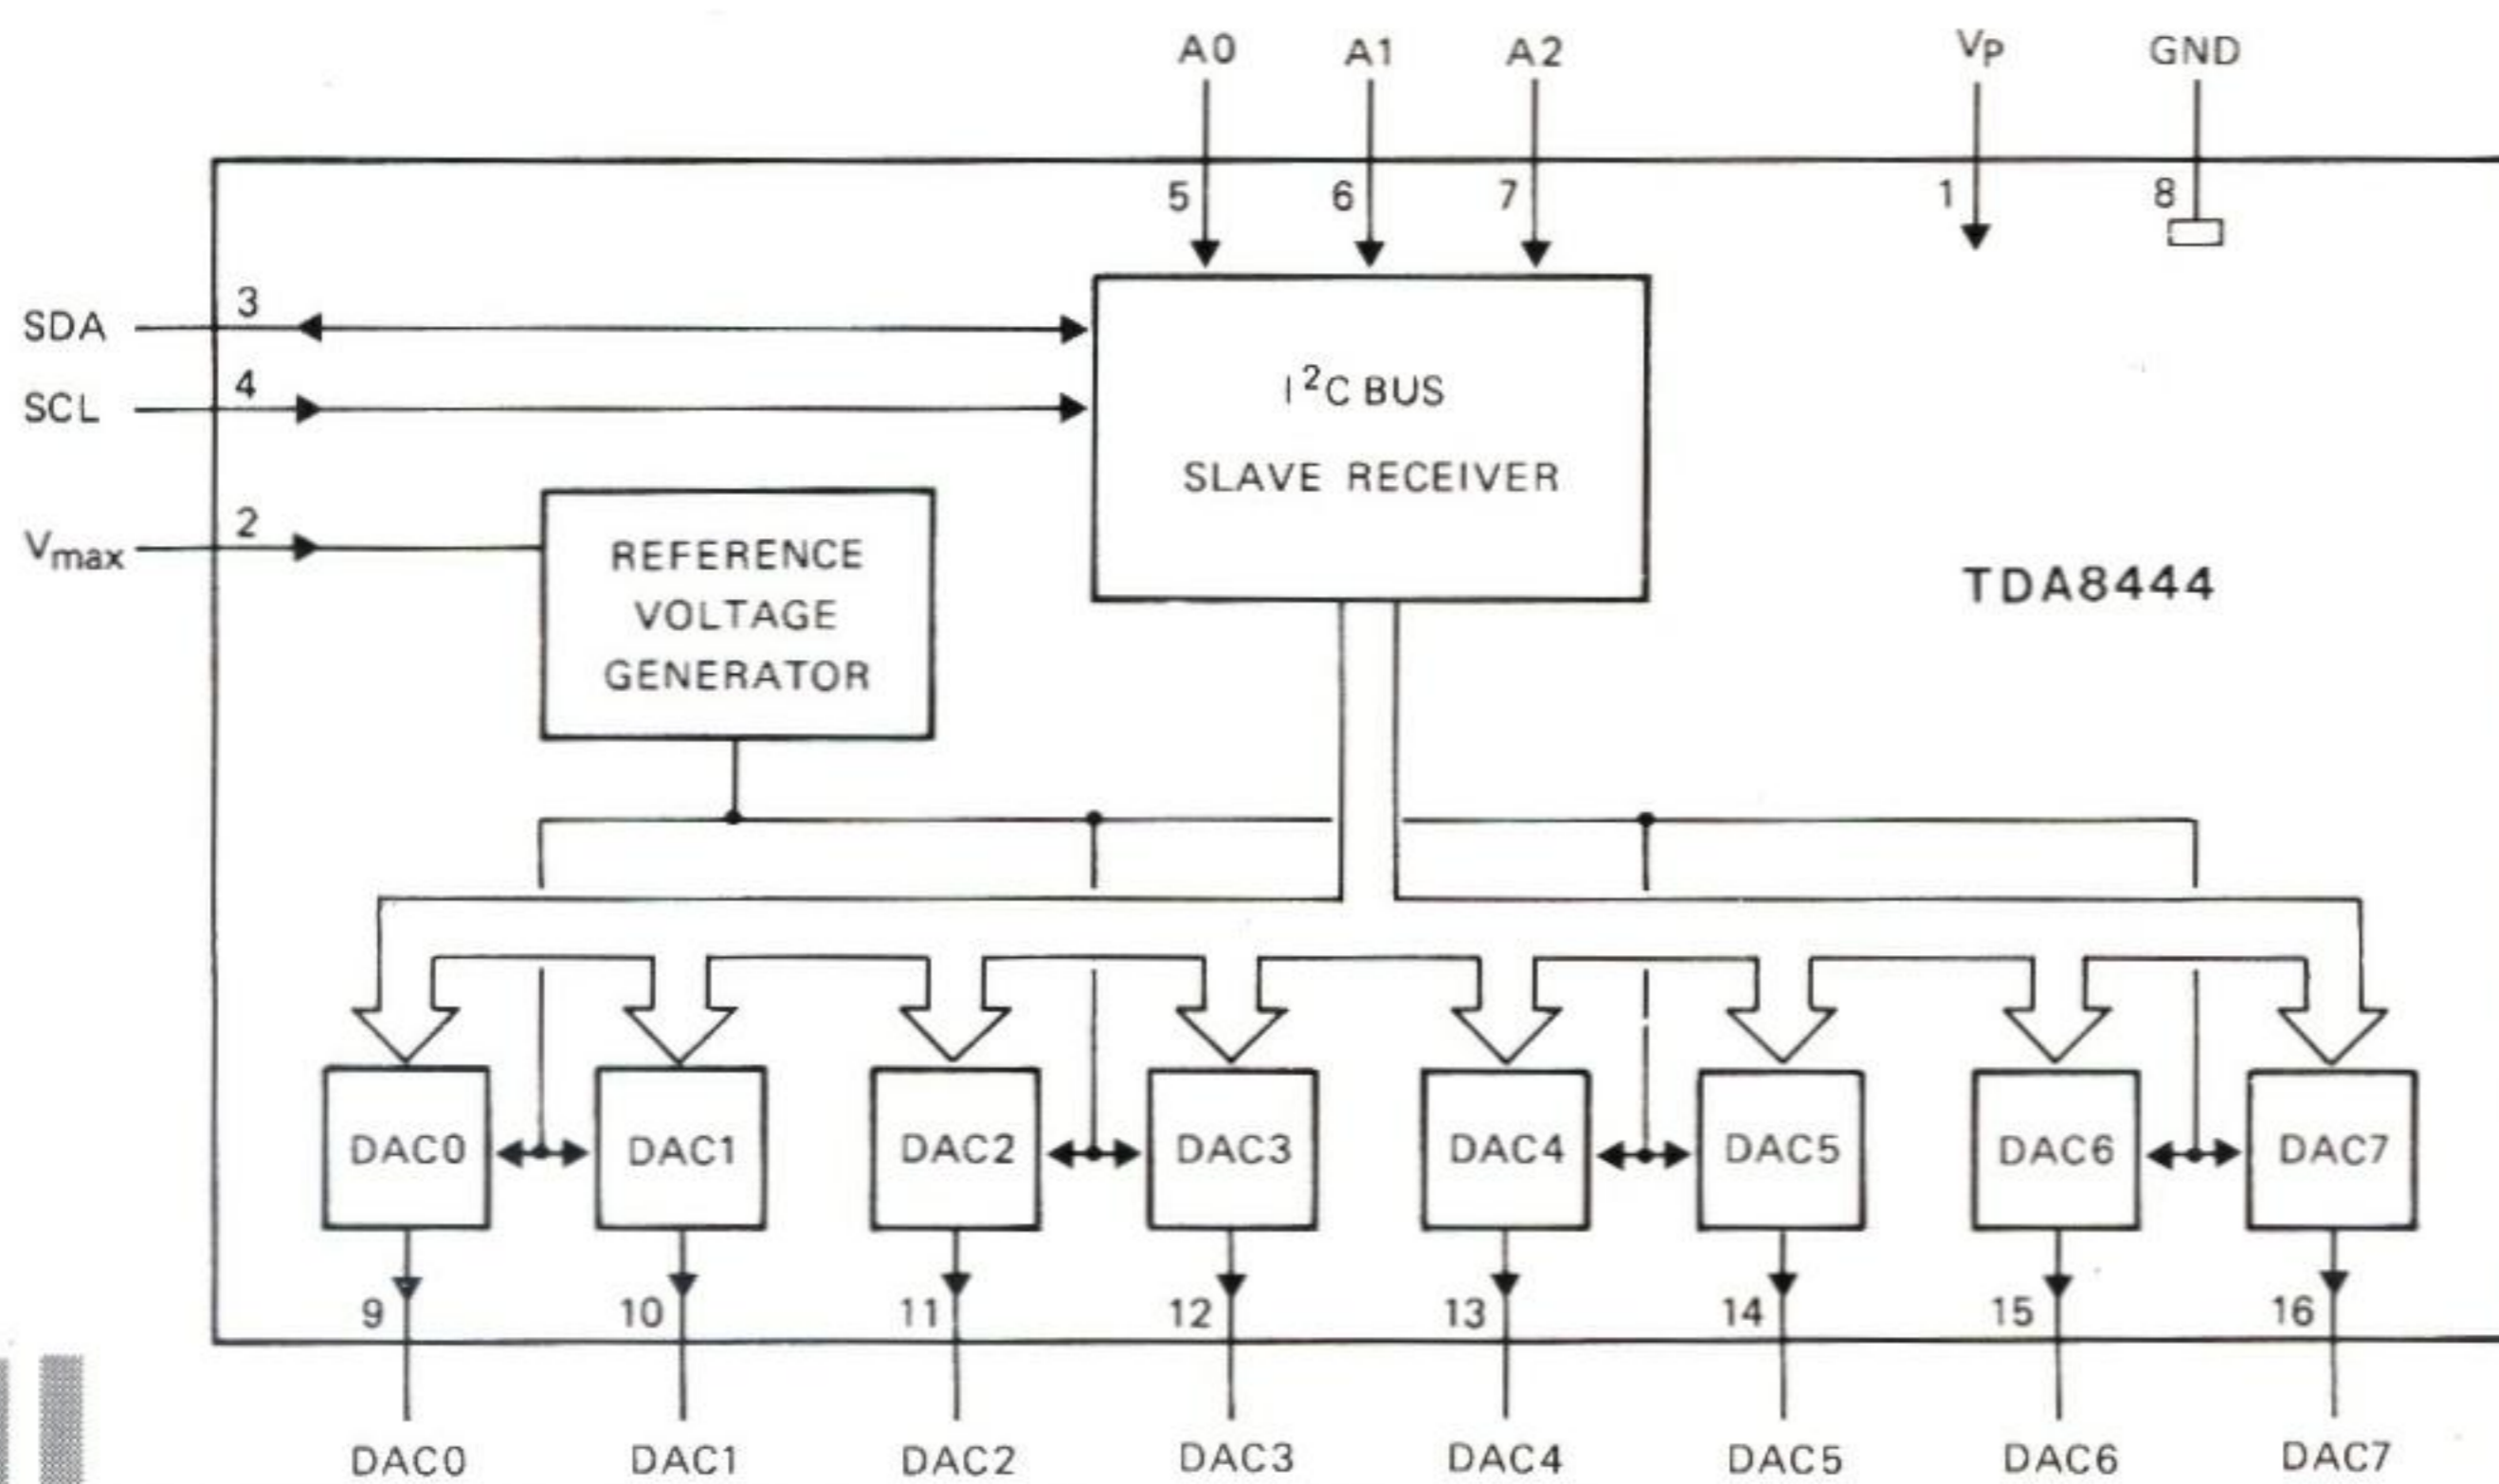 A0 A1 A2 VP GND
5 6 7 1 8
SDA 3
SCL 4
I²C BUS
SLAVE RECEIVER
Vmax 2
REFERENCE
VOLTAGE
GENERATOR
TDA8444
DAC0 DAC1 DAC2 DAC3 DAC4 DAC5 DAC6 DAC7
9 10 11 12 13 14 15 16
DAC0 DAC1 DAC2 DAC3 DAC4 DAC5 DAC6 DAC7